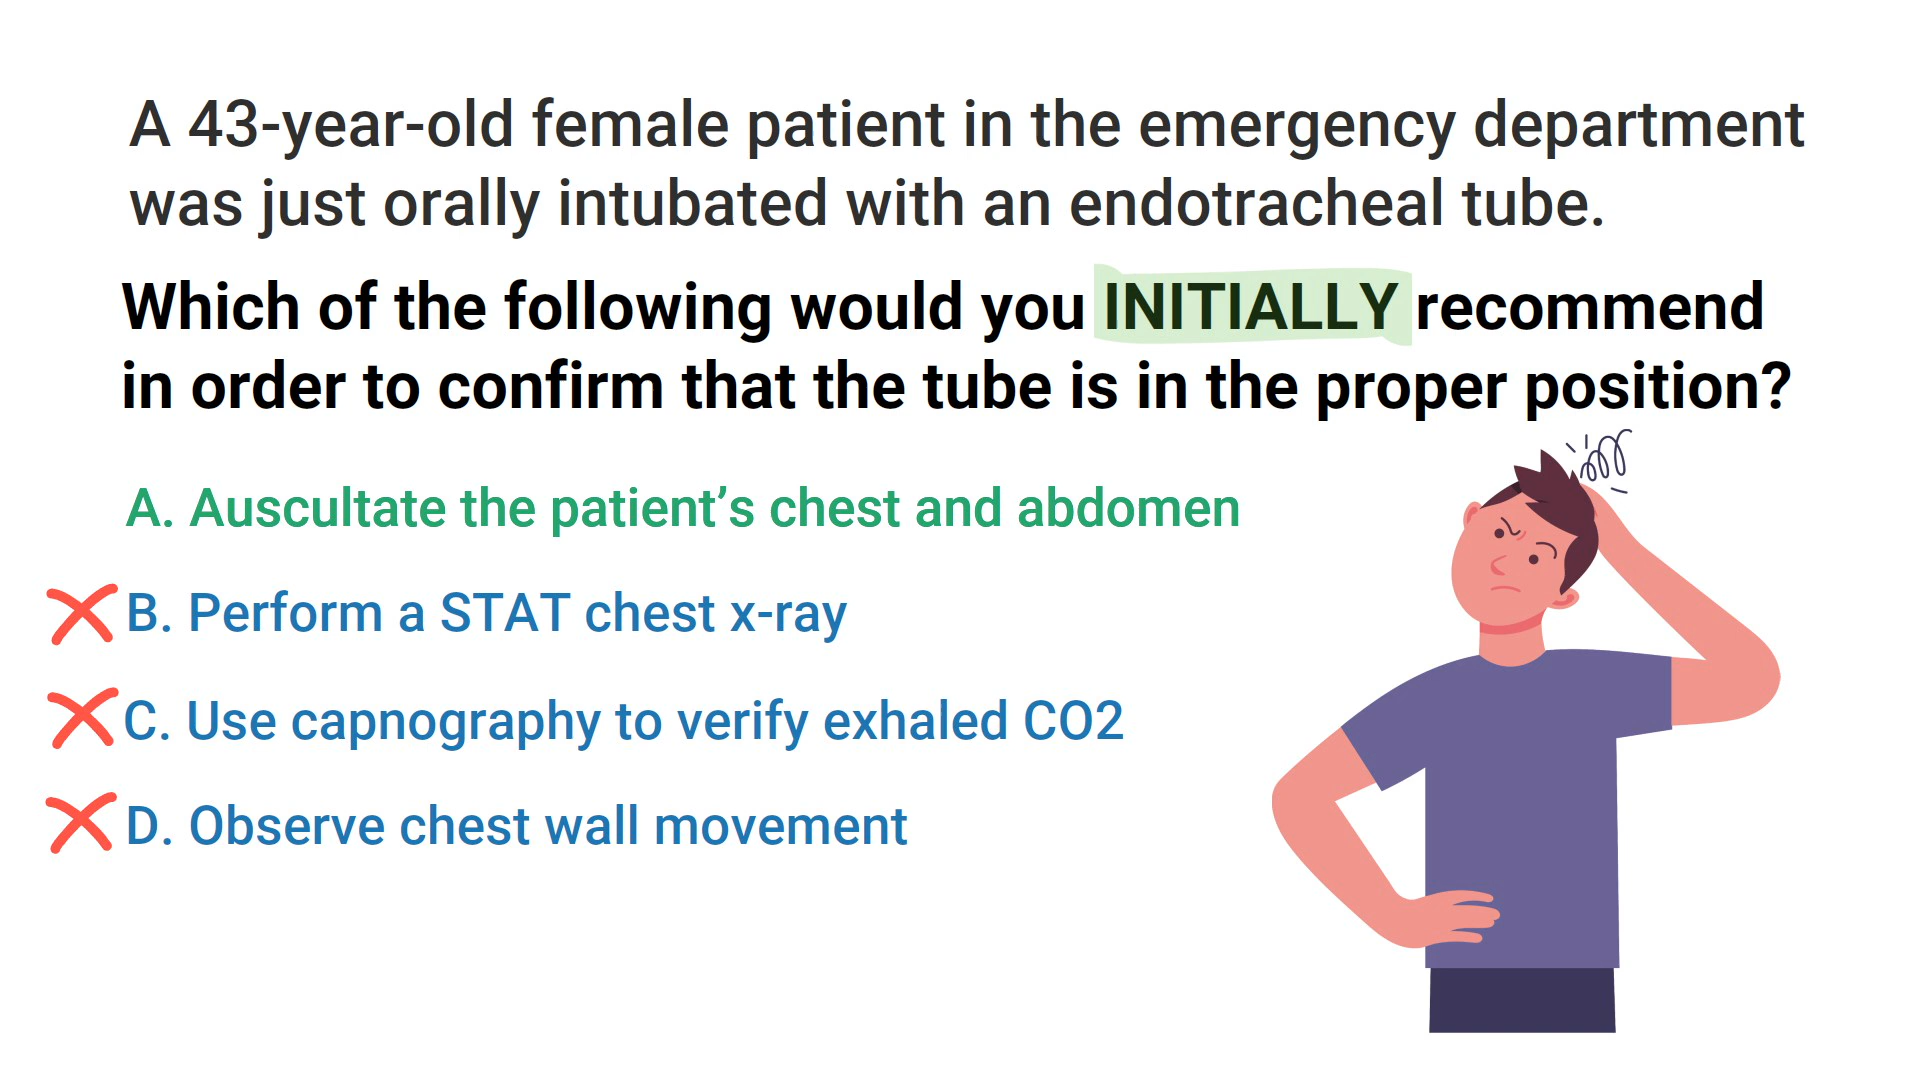 A 43-year-old female patient in the emergency department
was just orally intubated with an endotracheal tube.
Which of the following would you INITIALLY recommend
in order to confirm that the tube is in the proper position?
A. Auscultate the patient’s chest and abdomen
B. Perform a STAT chest x-ray
C. Use capnography to verify exhaled CO2
D. Observe chest wall movement